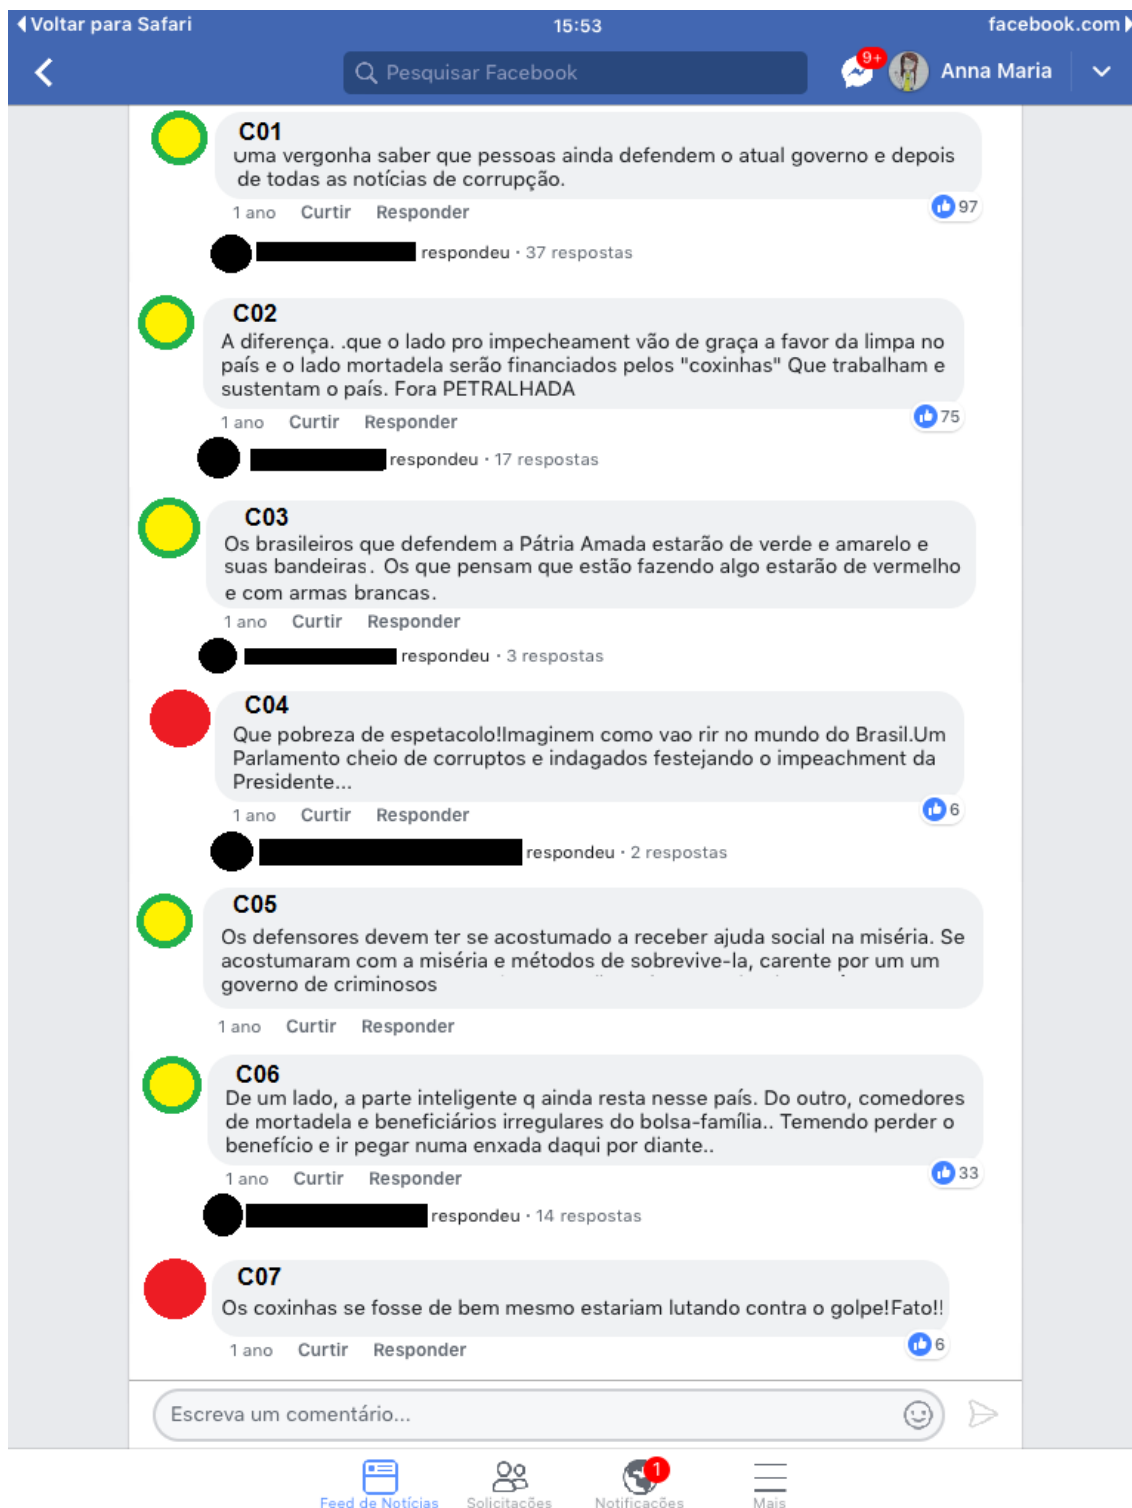 Voltar para Safari 15:53 facebook.com
Pesquisar Facebook 9+ Anna Maria
C01
Uma vergonha saber que pessoas ainda defendem o atual governo e depois
de todas as notícias de corrupção.
1 ano Curtir Responder 97
respondeu · 37 respostas
C02
A diferença. .que o lado pro impecheament vão de graça a favor da limpa no
país e o lado mortadela serão financiados pelos "coxinhas" Que trabalham e
sustentam o país. Fora PETRALHADA
1 ano Curtir Responder 75
respondeu · 17 respostas
C03
Os brasileiros que defendem a Pátria Amada estarão de verde e amarelo e
suas bandeiras. Os que pensam que estão fazendo algo estarão de vermelho
e com armas brancas.
1 ano Curtir Responder
respondeu · 3 respostas
C04
Que pobreza de espetacolo!Imaginem como vao rir no mundo do Brasil.Um
Parlamento cheio de corruptos e indagados festejando o impeachment da
Presidente...
1 ano Curtir Responder 6
respondeu · 2 respostas
C05
Os defensores devem ter se acostumado a receber ajuda social na miséria. Se
acostumaram com a miséria e métodos de sobrevive-la, carente por um um
governo de criminosos
1 ano Curtir Responder
C06
De um lado, a parte inteligente q ainda resta nesse país. Do outro, comedores
de mortadela e beneficiários irregulares do bolsa-família.. Temendo perder o
benefício e ir pegar numa enxada daqui por diante..
1 ano Curtir Responder 33
respondeu · 14 respostas
C07
Os coxinhas se fosse de bem mesmo estariam lutando contra o golpe!Fato!!
1 ano Curtir Responder 6
Escreva um comentário...
1
Feed de Notícias Solicitações Notificações Mais